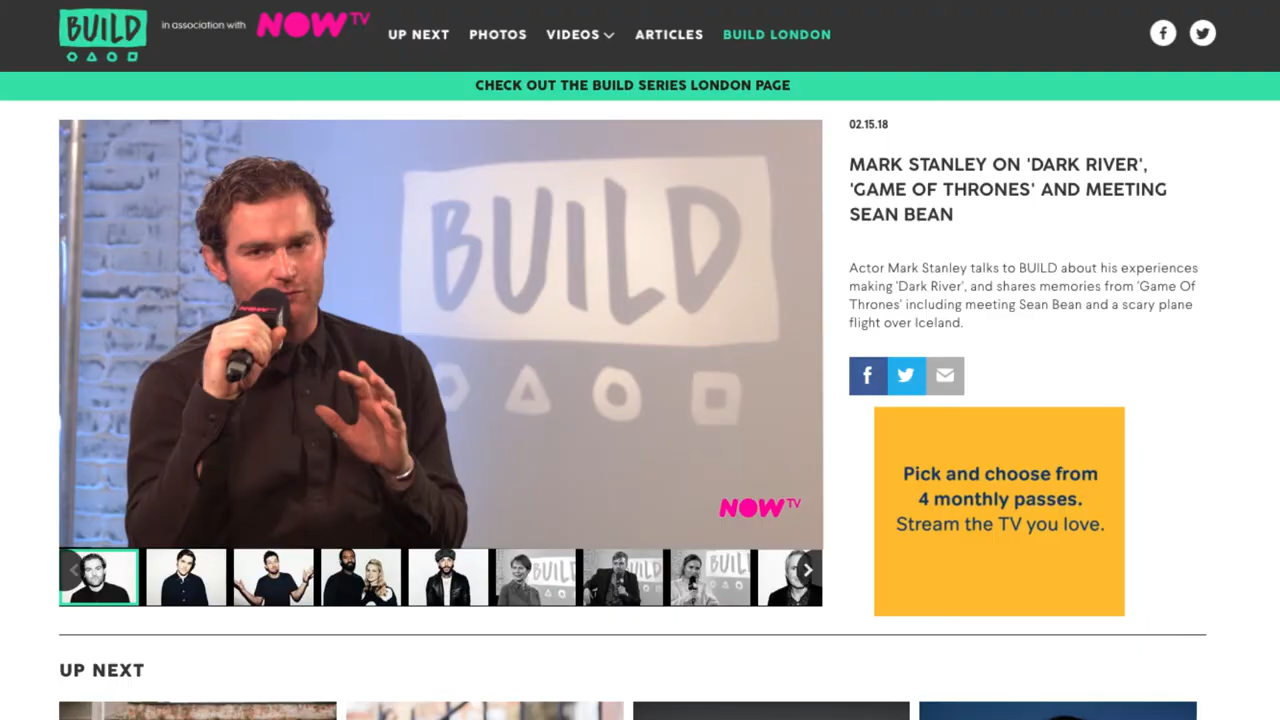 BUILD
in association with
NOW TV
UP NEXT
PHOTOS
VIDEOS
ARTICLES
BUILD LONDON
CHECK OUT THE BUILD SERIES LONDON PAGE
BUILD
NOW TV
BUILD
BUILD
BUILD
02.15.18
MARK STANLEY ON 'DARK RIVER',
'GAME OF THRONES' AND MEETING
SEAN BEAN
Actor Mark Stanley talks to BUILD about his experiences
making 'Dark River', and shares memories from 'Game Of
Thrones' including meeting Sean Bean and a scary plane
flight over Iceland.
Pick and choose from
4 monthly passes.
Stream the TV you love.
UP NEXT